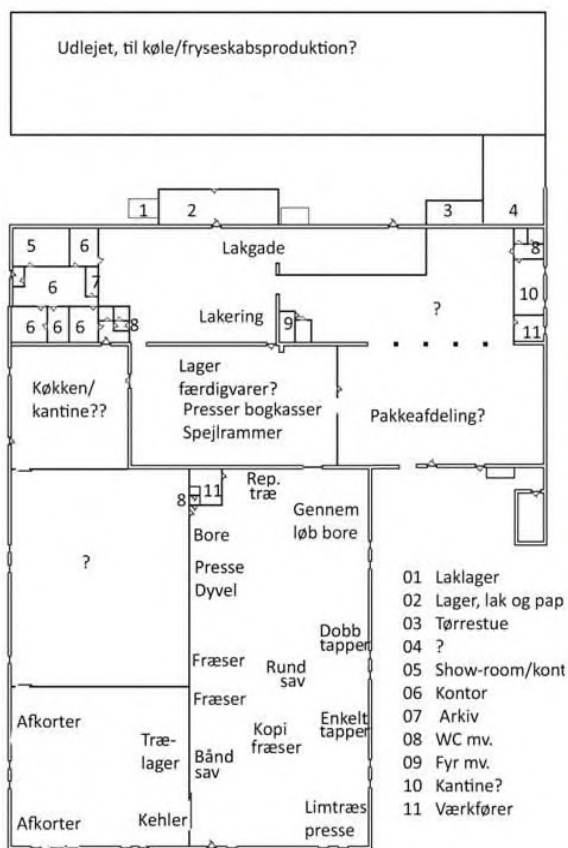 Udlejet, til køle/fryseskabsproduktion?
1
2
3
4
5
6
Lakgade
8
6
7
10
?
6
6
6
8
Lakering
9
11
Køkken/
kantine??
Lager
færdigvarer?
Presser bogkasser
Spejlrammer
Pakkeafdeling?
8
11
Rep.
træ
Gennem
løb bore
?
Bore
Presse
Dyvel
Dobb
tapper
Fræser
Rund
sav
Fræser
Afkorter
Træ-
lager
Kopi
fræser
Enkelt
tapper
Bånd
sav
Afkorter
Kehler
Limtræs
presse
01 Laklager
02 Lager, lak og pap
03 Tørrestue
04 ?
05 Show-room/kont
06 Kontor
07 Arkiv
08 WC mv.
09 Fyr mv.
10 Kantine?
11 Værkfører